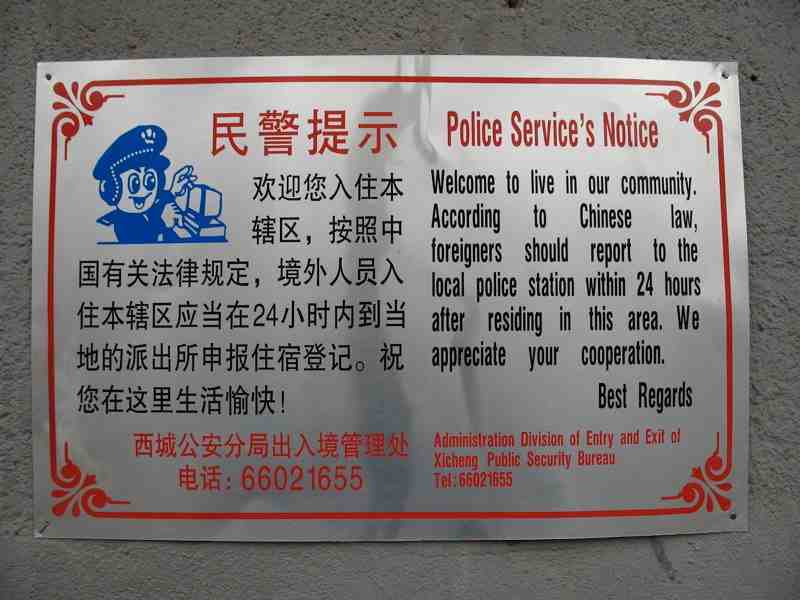 民警提示
欢迎您入住本
辖区，按照中
国有关法律规定，境外人员入
住本辖区应当在24小时内到当
地的派出所申报住宿登记。祝
您在这里生活愉快！
西城公安分局出入境管理处
电话：66021655
Police Service's Notice
Welcome to live in our community.
According to Chinese law,
foreigners should report to the
local police station within 24 hours
after residing in this area. We
appreciate your cooperation.
Best Regards
Administration Division of Entry and Exit of
Xicheng Public Security Bureau
Tel:66021655